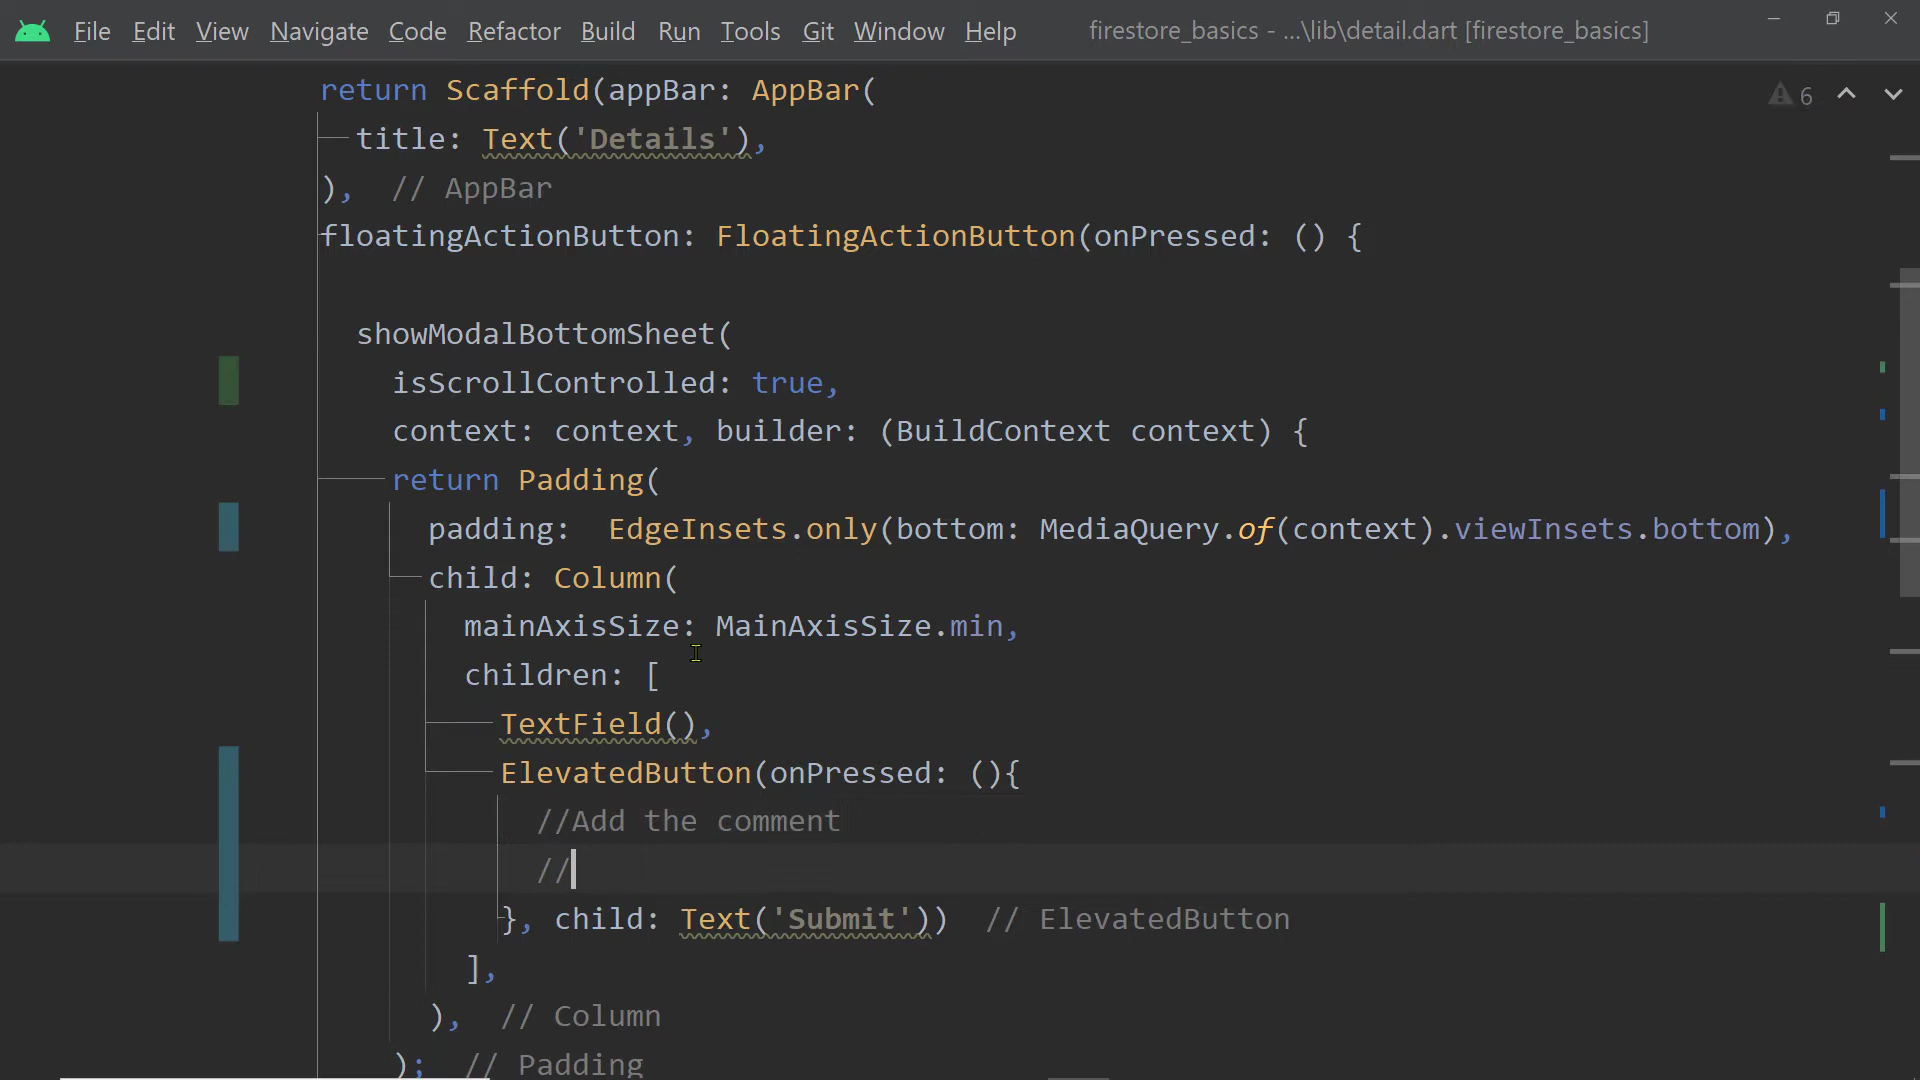 File Edit View Navigate Code Refactor Build Run Tools Git Window Help firestore_basics - ...\lib\detail.dart [firestore_basics]
return Scaffold(appBar: AppBar(
6
title: Text('Details'),
), // AppBar
floatingActionButton: FloatingActionButton(onPressed: () {
showModalBottomSheet(
isScrollControlled: true,
context: context, builder: (BuildContext context) {
return Padding(
padding: EdgeInsets.only(bottom: MediaQuery.of(context).viewInsets.bottom),
child: Column(
mainAxisSize: MainAxisSize.min,
children: [
TextField(),
ElevatedButton(onPressed: (){
//Add the comment
//
}, child: Text('Submit')) // ElevatedButton
],
), // Column
); // Padding